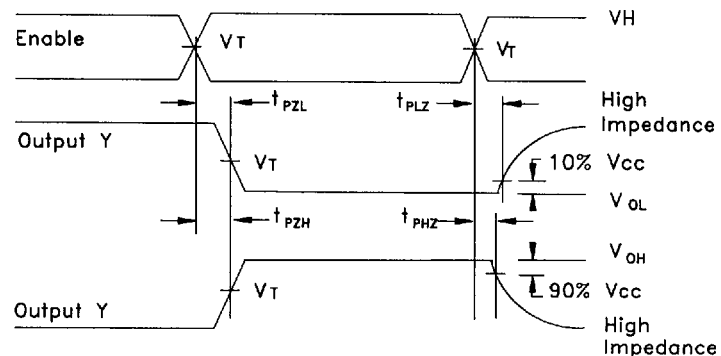 VH
Enable
VT
VT
tPZL
tPLZ
High
Impedance
Output Y
VT
10% Vcc
VOL
tPZH
tPHZ
VOH
VT
90% Vcc
Output Y
High
Impedance